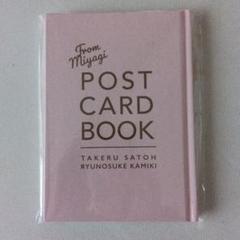 From
Miyagi
POST
CARD
BOOK
TAKERU SATOH
RYUNOSUKE KAMIKI